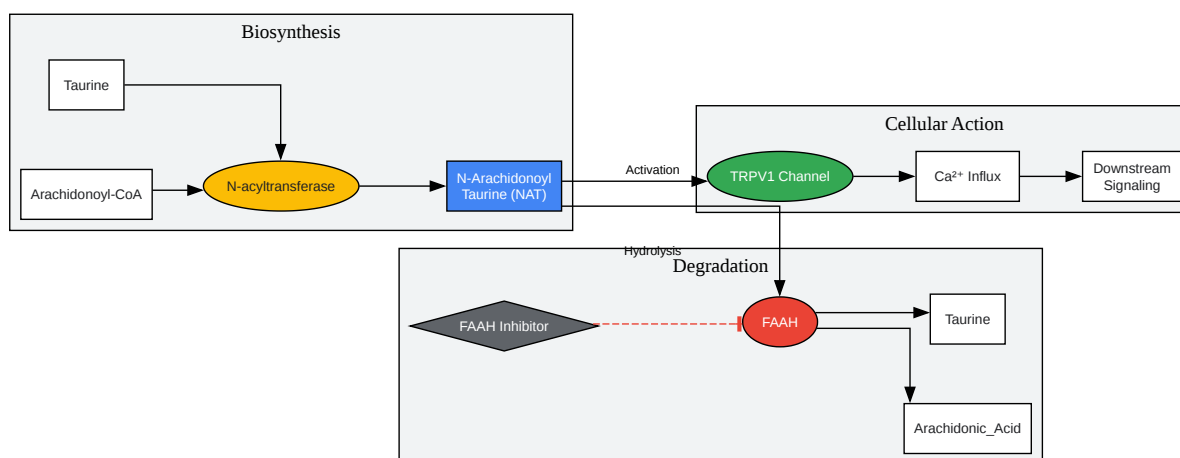 Biosynthesis
Taurine
Arachidonoyl-CoA
N-acyltransferase
N-Arachidonoyl
Taurine (NAT)
Activation
Cellular Action
TRPV1 Channel
Ca²⁺ Influx
Downstream
Signaling
Hydrolysis
Degradation
FAAH Inhibitor
FAAH
Taurine
Arachidonic_Acid